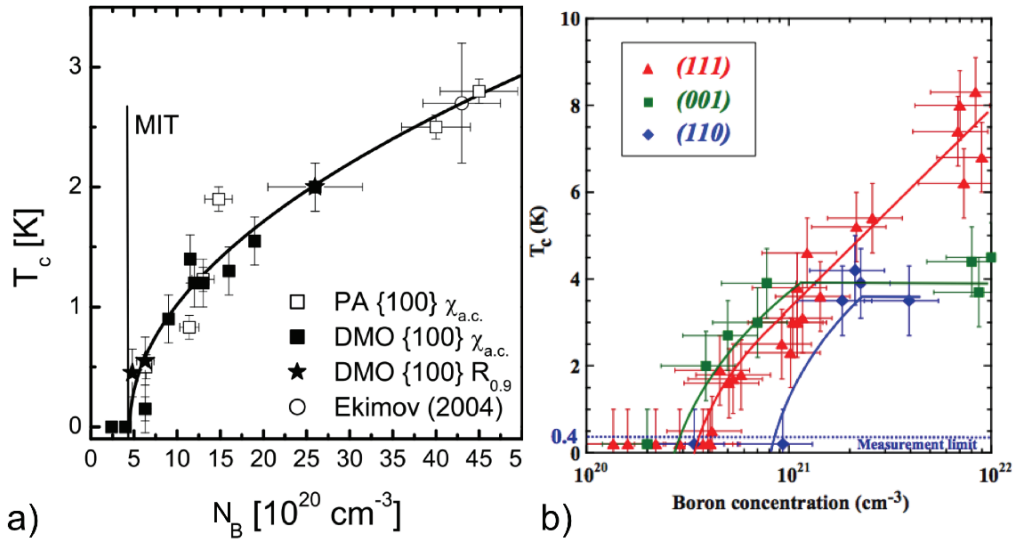 3
2
1
0
T_c [K]
MIT
PA {100} χ_a.c.
DMO {100} χ_a.c.
DMO {100} R_0.9
Ekimov (2004)
0 5 10 15 20 25 30 35 40 45 50
N_B [10^20 cm^-3]
a)
10
8
6
4
2
0.4
0
T_c (K)
(111)
(001)
(110)
Measurement limit
10^20 10^21 10^22
Boron concentration (cm^-3)
b)